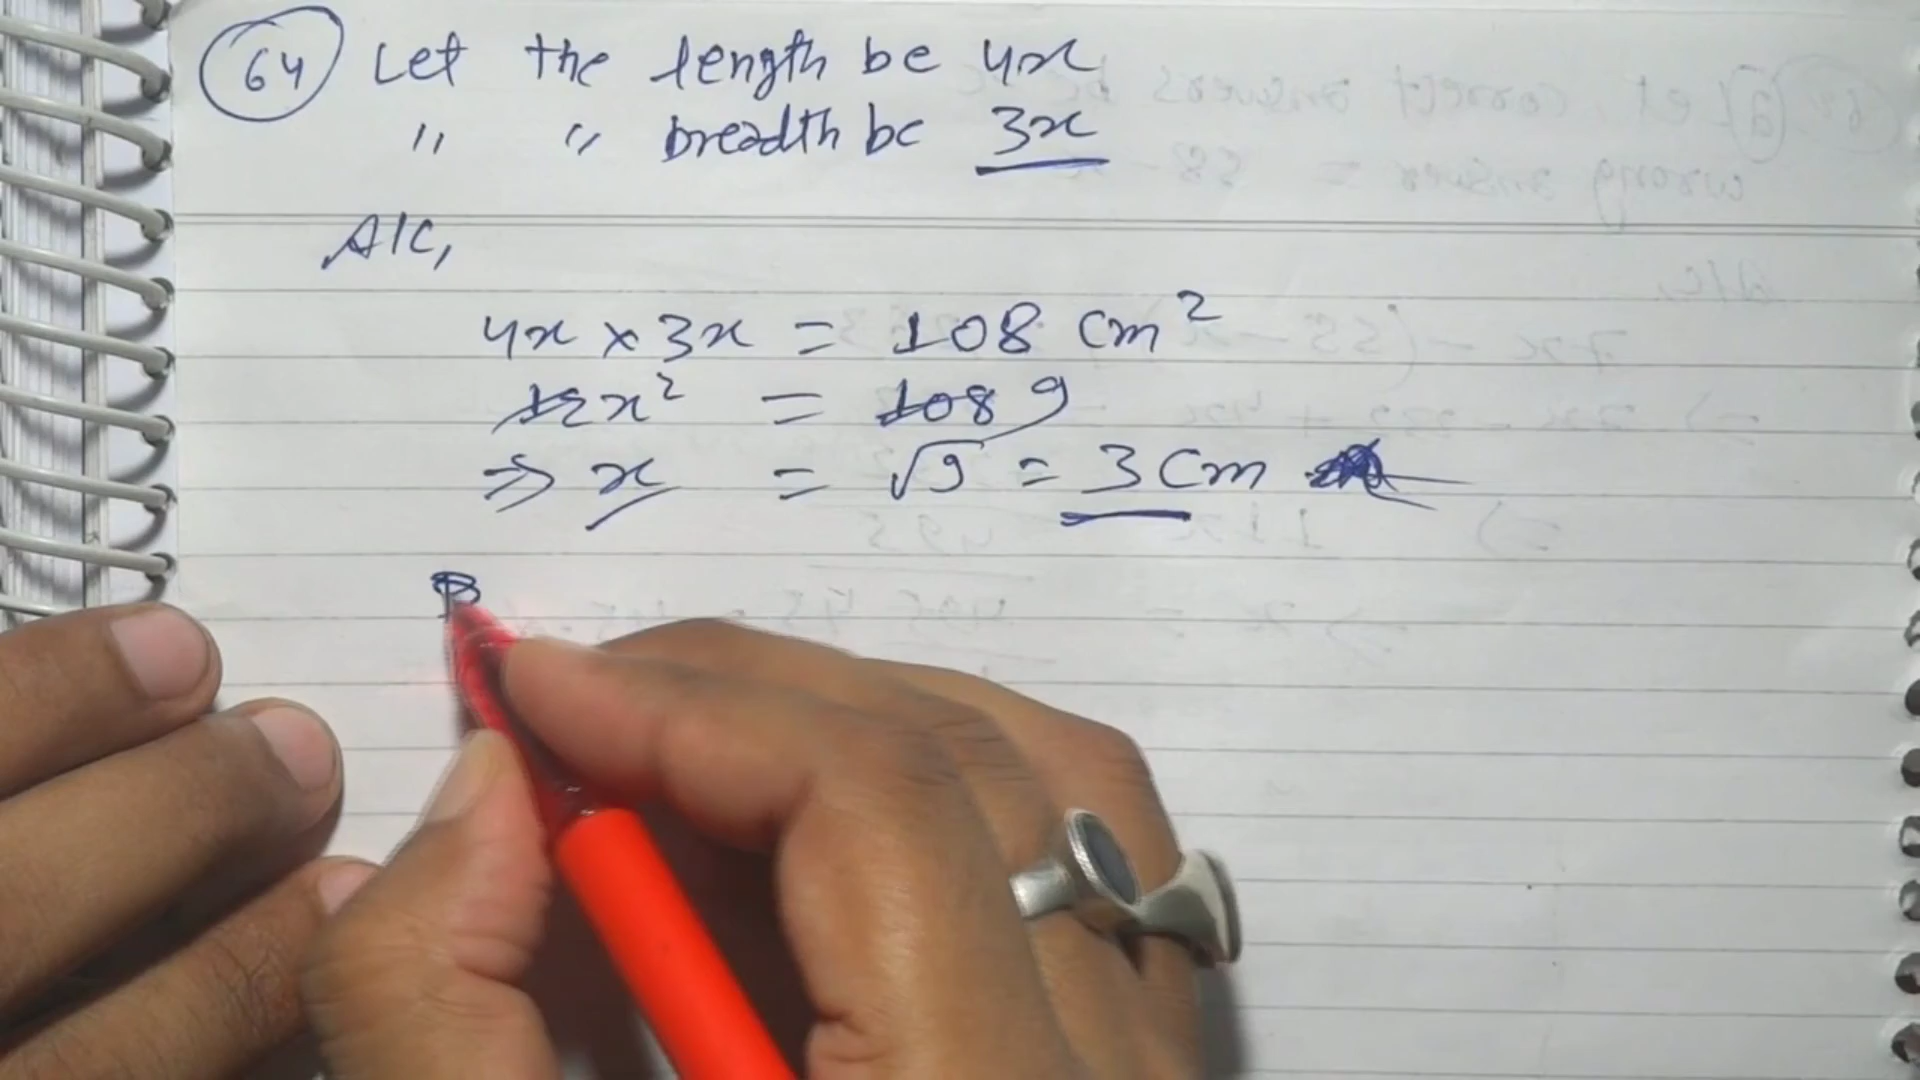 64 Let the length be 4x
" " breadth be 3x
A/C,
4x × 3x = 108 cm²
12x² = 108 9
⇒ x = √9 = 3 cm